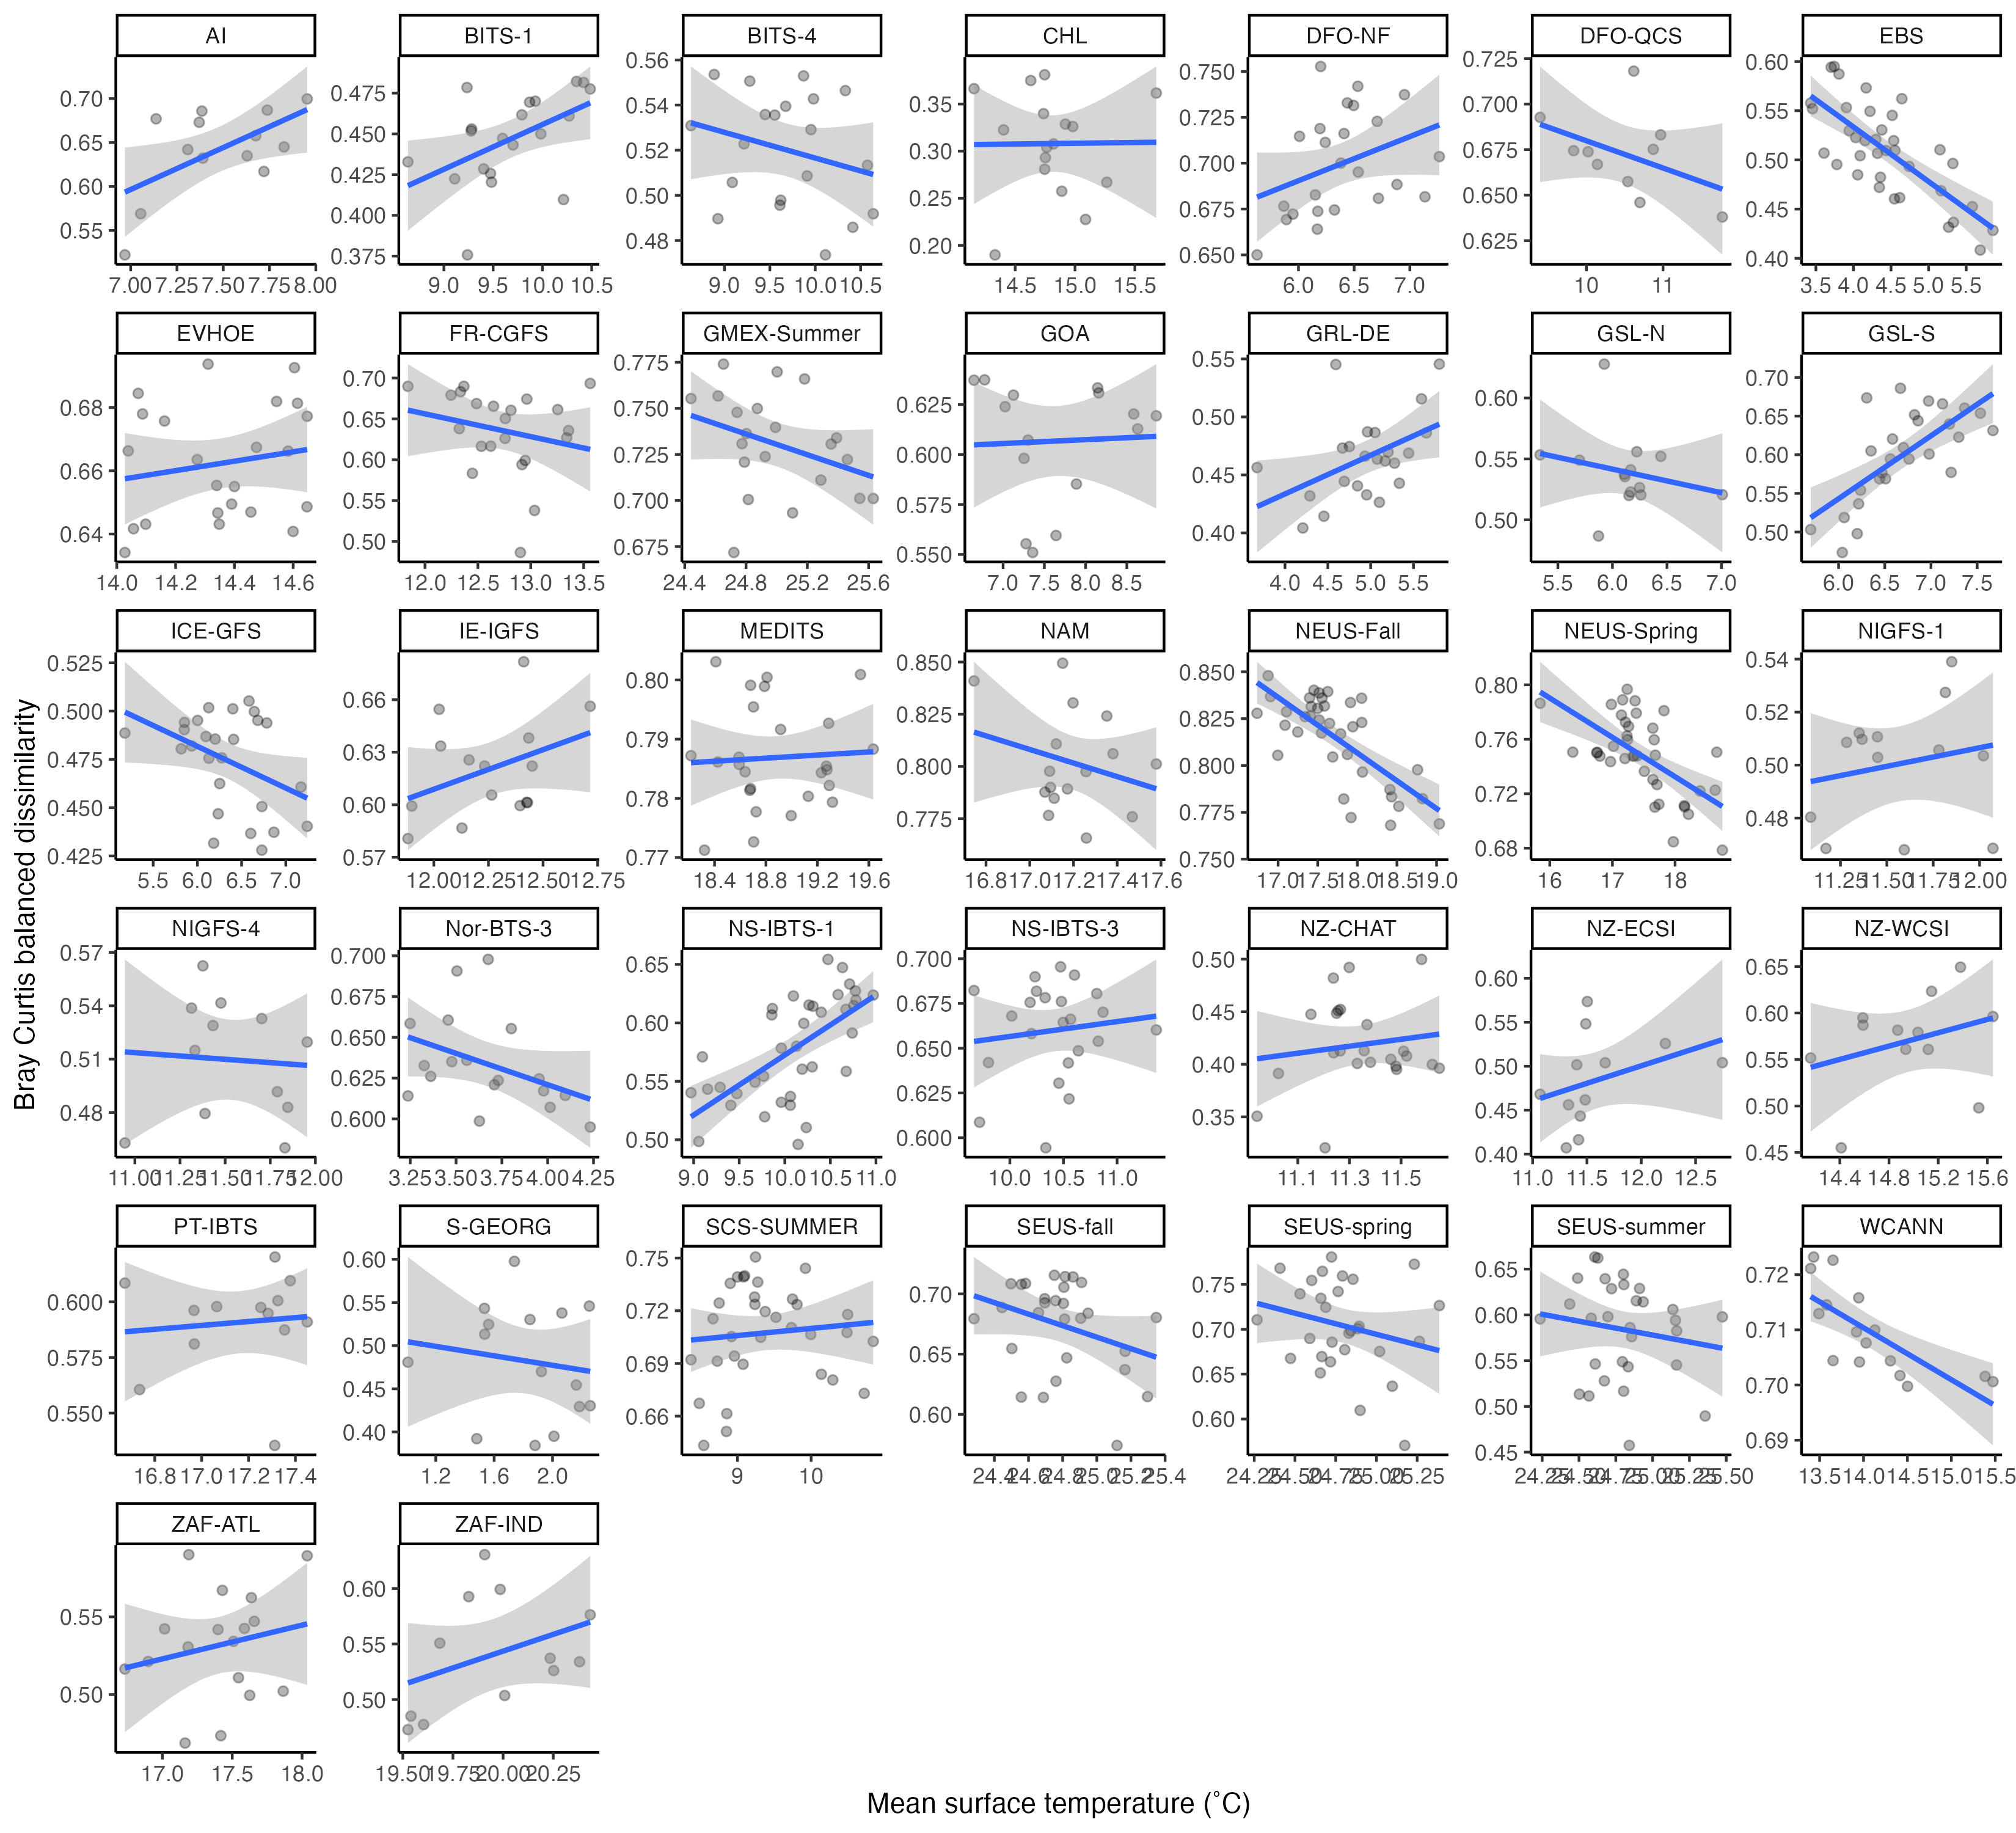 Bray Curtis balanced dissimilarity
AI
0.70
0.65
0.60
0.55
7.00 7.25 7.50 7.75 8.00
BITS-1
0.475
0.450
0.425
0.400
0.375
9.0 9.5 10.0 10.5
BITS-4
0.56
0.54
0.52
0.50
0.48
9.0 9.5 10.0 10.5
CHL
0.35
0.30
0.25
0.20
14.5 15.0 15.5
DFO-NF
0.750
0.725
0.700
0.675
0.650
6.0 6.5 7.0
DFO-QCS
0.725
0.700
0.675
0.650
0.625
10 11
EBS
0.60
0.55
0.50
0.45
0.40
3.5 4.0 4.5 5.0 5.5
EVHOE
0.68
0.66
0.64
14.0 14.2 14.4 14.6
FR-CGFS
0.70
0.65
0.60
0.55
0.50
12.0 12.5 13.0 13.5
GMEX-Summer
0.775
0.750
0.725
0.700
0.675
24.4 24.8 25.2 25.6
GOA
0.625
0.600
0.575
0.550
7.0 7.5 8.0 8.5
GRL-DE
0.55
0.50
0.45
0.40
4.0 4.5 5.0 5.5
GSL-N
0.60
0.55
0.50
5.5 6.0 6.5 7.0
GSL-S
0.70
0.65
0.60
0.55
0.50
6.0 6.5 7.0 7.5
ICE-GFS
0.525
0.500
0.475
0.450
0.425
5.5 6.0 6.5 7.0
IE-IGFS
0.66
0.63
0.60
0.57
12.00 12.25 12.50 12.75
MEDITS
0.80
0.79
0.78
0.77
18.4 18.8 19.2 19.6
NAM
0.850
0.825
0.800
0.775
16.8 17.0 17.2 17.4 17.6
NEUS-Fall
0.850
0.825
0.800
0.775
0.750
17.0 17.5 18.0 18.5 19.0
NEUS-Spring
0.80
0.76
0.72
0.68
16 17 18
NIGFS-1
0.54
0.52
0.50
0.48
11.25 11.50 11.75 12.00
NIGFS-4
0.57
0.54
0.51
0.48
11.00 11.25 11.50 11.75 12.00
Nor-BTS-3
0.700
0.675
0.650
0.625
0.600
3.25 3.50 3.75 4.00 4.25
NS-IBTS-1
0.65
0.60
0.55
0.50
9.0 9.5 10.0 10.5 11.0
NS-IBTS-3
0.700
0.675
0.650
0.625
0.600
10.0 10.5 11.0
NZ-CHAT
0.50
0.45
0.40
0.35
11.1 11.3 11.5
NZ-ECSI
0.60
0.55
0.50
0.45
0.40
11.0 11.5 12.0 12.5
NZ-WCSI
0.65
0.60
0.55
0.50
0.45
14.4 14.8 15.2 15.6
PT-IBTS
0.600
0.575
0.550
16.8 17.0 17.2 17.4
S-GEORG
0.60
0.55
0.50
0.45
0.40
1.2 1.6 2.0
SCS-SUMMER
0.75
0.72
0.69
0.66
9 10
SEUS-fall
0.70
0.65
0.60
24.4 24.6 24.8 25.0 25.2 25.4
SEUS-spring
0.75
0.70
0.65
0.60
24.25 24.50 24.75 25.00 25.25
SEUS-summer
0.65
0.60
0.55
0.50
0.45
24.25 24.50 24.75 25.00 25.25 25.50
WCANN
0.72
0.71
0.70
0.69
13.5 14.0 14.5 15.0 15.5
ZAF-ATL
0.55
0.50
17.0 17.5 18.0
ZAF-IND
0.60
0.55
0.50
19.50 19.75 20.00 20.25
Mean surface temperature (˚C)